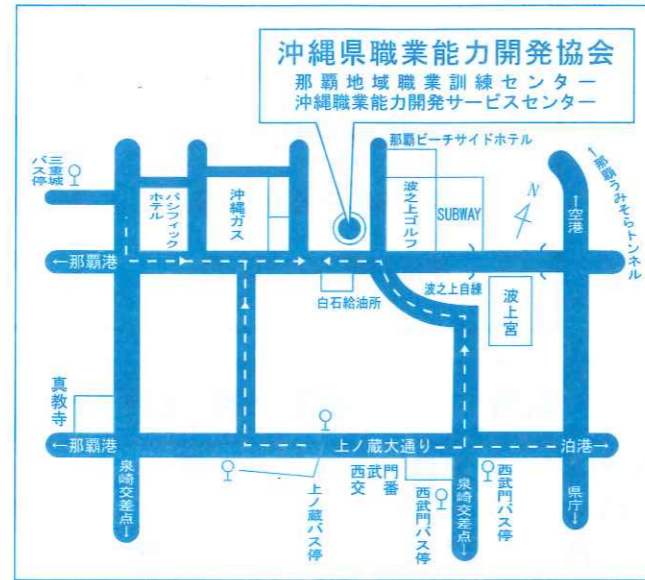 沖縄県職業能力開発協会
那覇地域職業訓練センター
沖縄職業能力開発サービスセンター
那覇ビーチサイドホテル
三重城
バス停
パシフィック
ホテル
沖縄ガス
波之上ゴルフ
SUBWAY
N
←空港
←那覇うみそらトンネル
←那覇港
白石給油所
波之上自練
波上宮
真教寺
←那覇港
上ノ蔵大通り
泊港→
泉崎交差点→
上ノ蔵バス停
西武門
交番
西武門バス停
泉崎交差点→
西武門バス停
県庁→